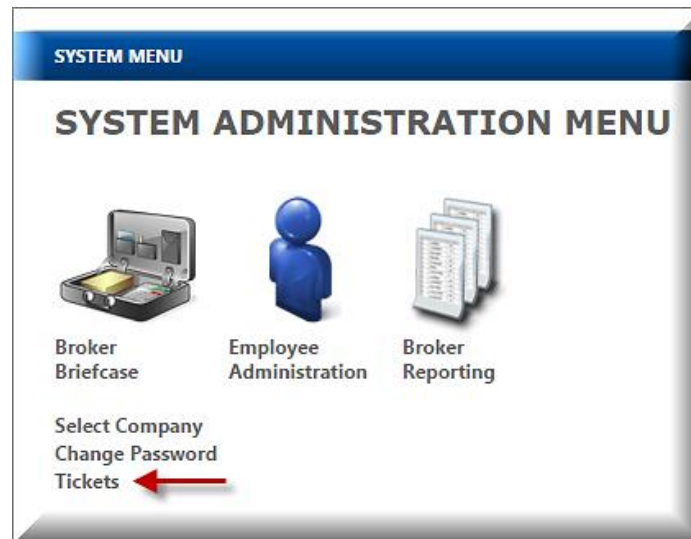 SYSTEM MENU
SYSTEM ADMINISTRATION MENU
Broker
Briefcase
Employee
Administration
Broker
Reporting
Select Company
Change Password
Tickets